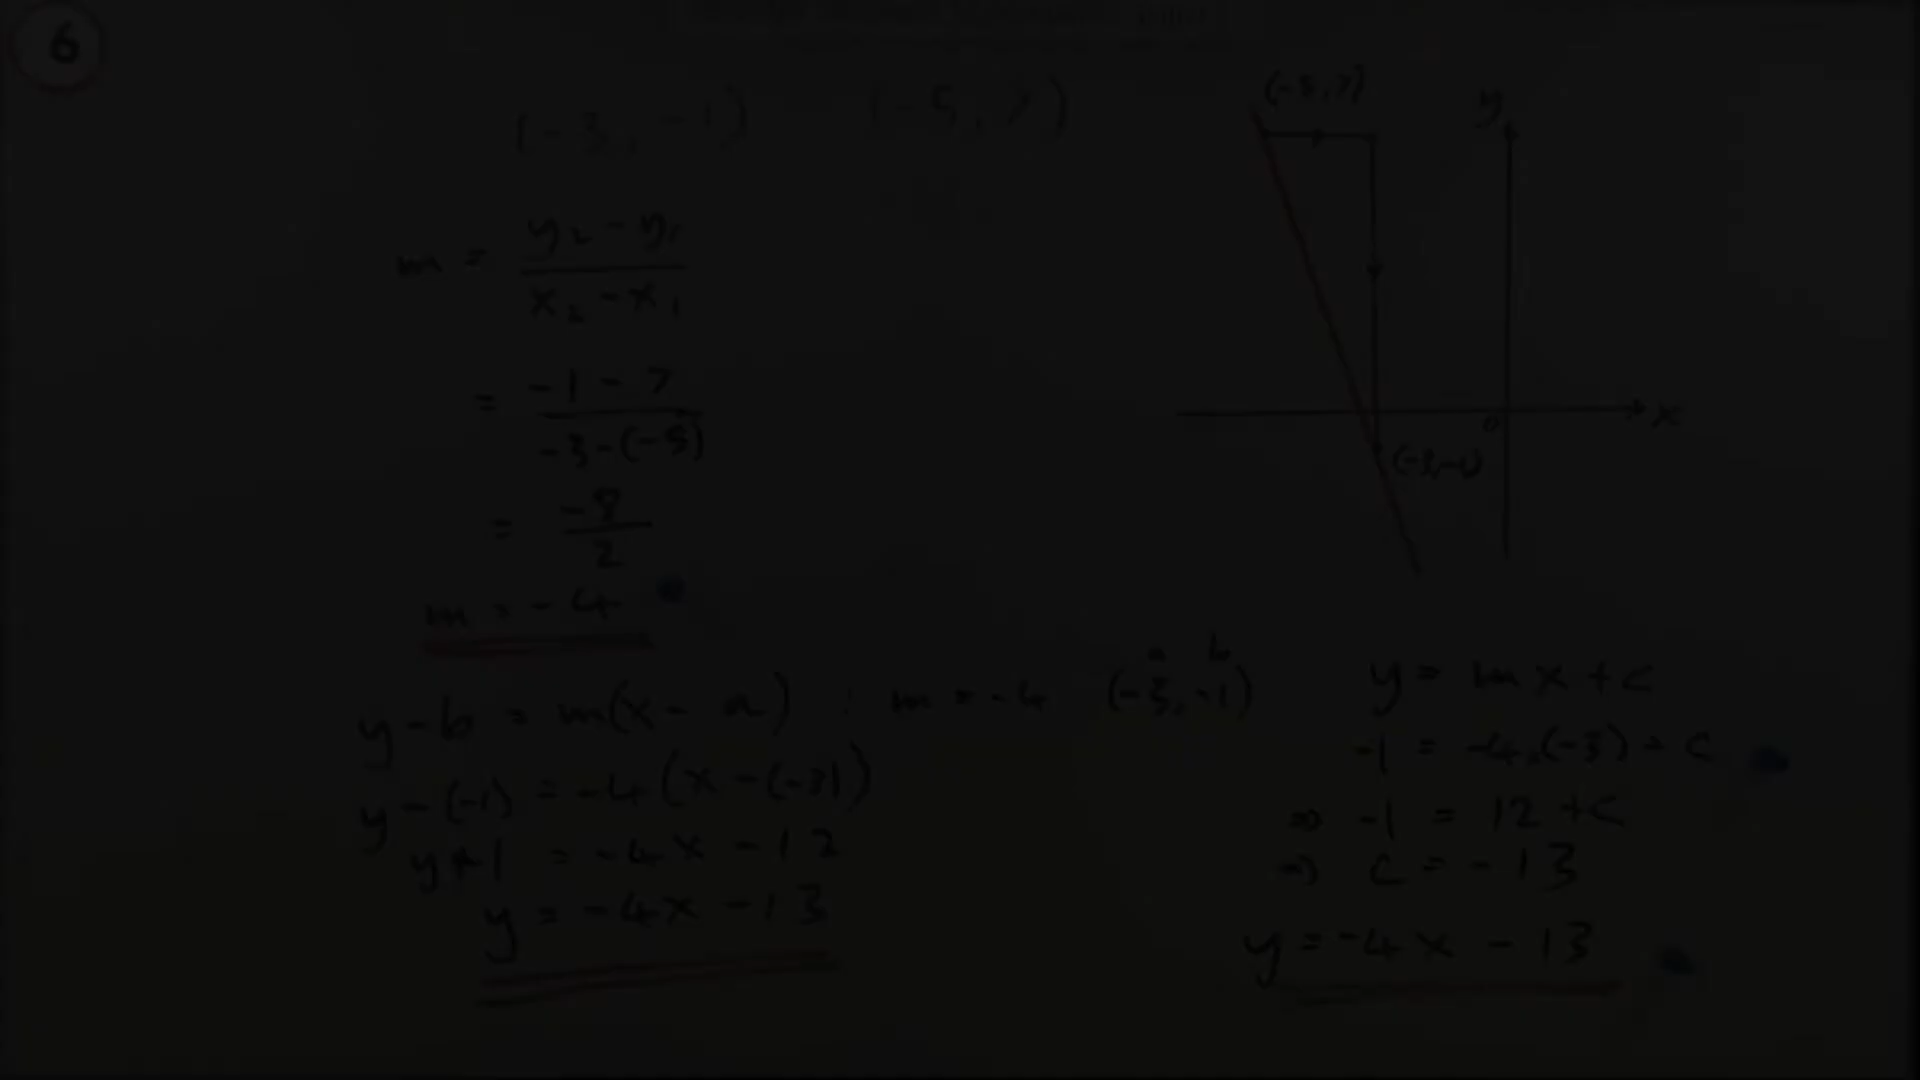 6
(-3, -1) (-5, 7)
m = y₂ - y₁ / x₂ - x₁
= -1 - 7 / -3 - (-5)
= -8 / 2
m = -4
y - b = m(x - a) : m = -4 (-3, -1)
a b
y - (-1) = -4(x - (-3))
y + 1 = -4x - 12
y = -4x - 13
(-5, 7)
y
x
0
(-3, -1)
y = mx + c
-1 = -4.(-3) = c
⇒ -1 = 12 + c
⇒ c = -13
y = -4x - 13